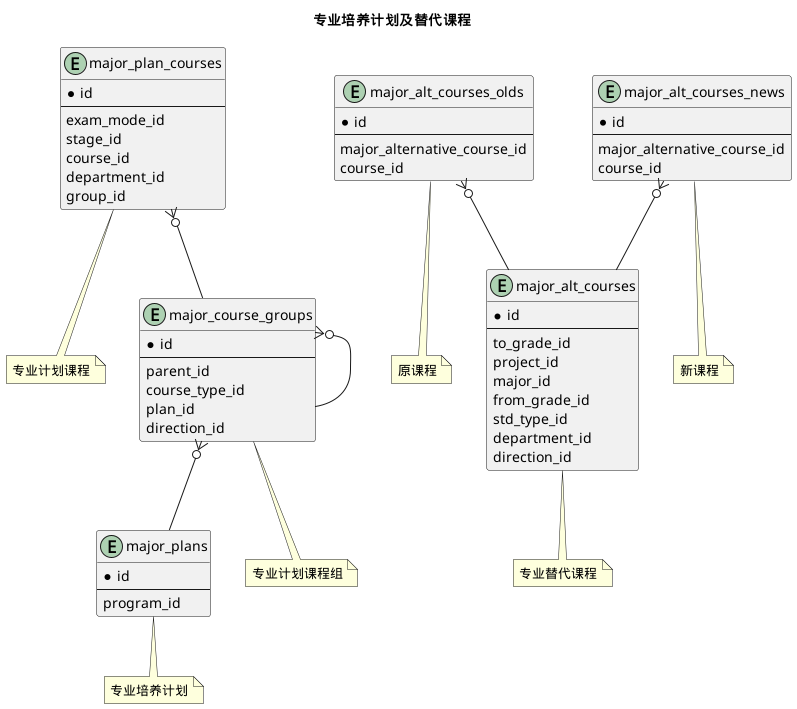 专业培养计划及替代课程
E major_plan_courses
id
exam_mode_id
stage_id
course_id
department_id
group_id
E major_alt_courses_olds
id
major_alternative_course_id
course_id
E major_alt_courses_news
id
major_alternative_course_id
course_id
专业计划课程
E major_course_groups
id
parent_id
course_type_id
plan_id
direction_id
原课程
E major_alt_courses
id
to_grade_id
project_id
major_id
from_grade_id
std_type_id
department_id
direction_id
新课程
E major_plans
id
program_id
专业计划课程组
专业替代课程
专业培养计划